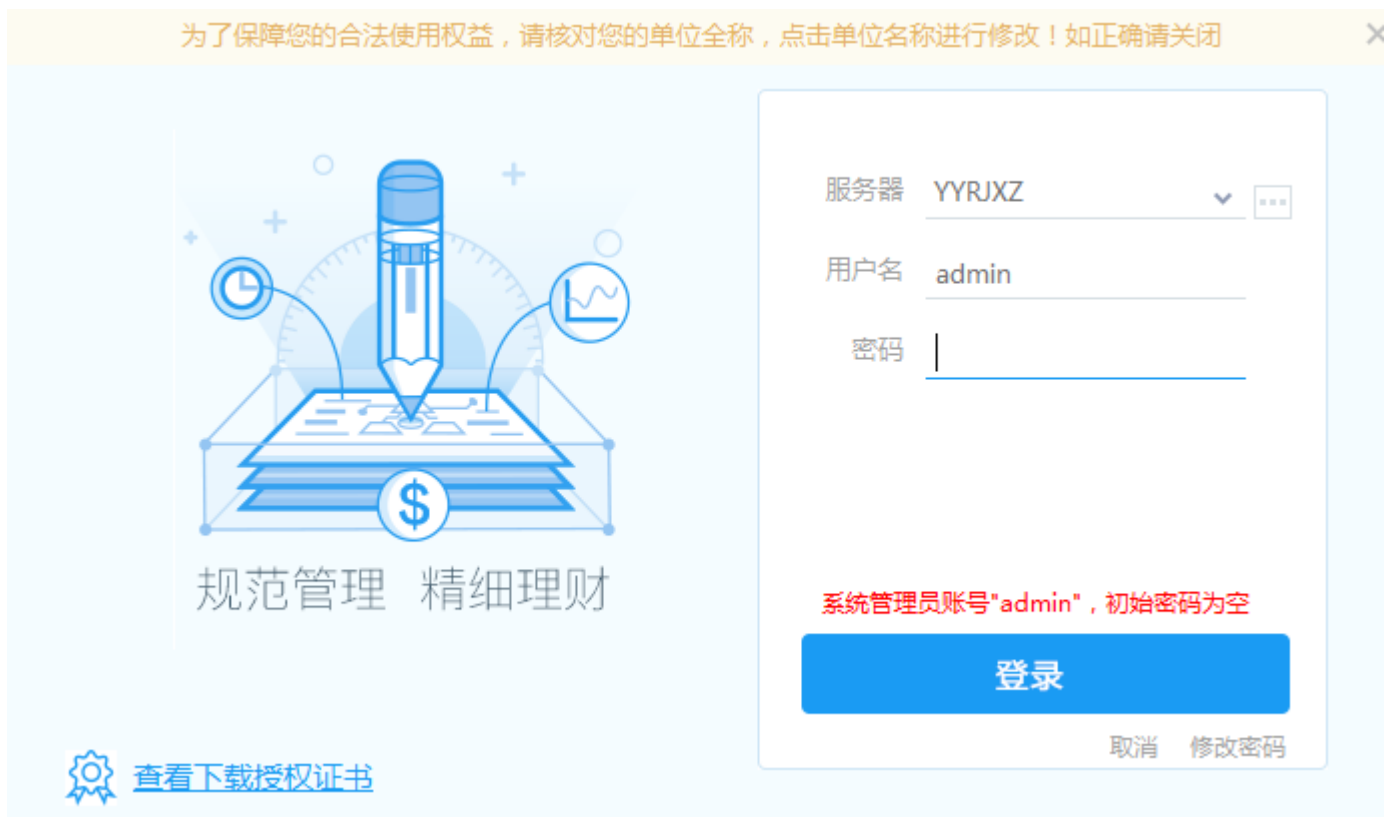 为了保障您的合法使用权益，请核对您的单位全称，点击单位名称进行修改！如正确请关闭
服务器 YYRJXZ
用户名 admin
密码
$
规范管理 精细理财
系统管理员账号"admin"，初始密码为空
登录
取消 修改密码
查看下载授权证书